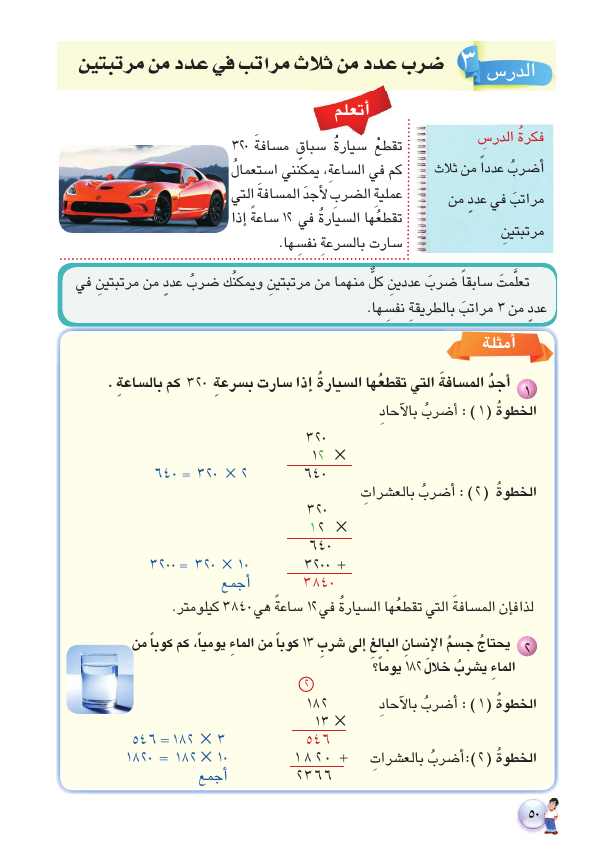 الدرس ٣
ضرب عدد من ثلاث مراتب في عدد من مرتبتين
فكرةُ الدرسِ
أضربُ عدداً من ثلاث
مراتبَ في عددٍ من
مرتبتينِ
أتعلم
تقطعُ سيارةُ سباقٍ مسافةَ ٣٢٠
كم في الساعةِ، يمكنني استعمالُ
عمليةِ الضربِ لأجدَ المسافةَ التي
تقطعُها السيارةُ في ١٢ ساعةً إذا
سارت بالسرعةِ نفسِها.
تعلَّمتَ سابقاً ضربَ عددينِ كلٌّ منهما من مرتبتينِ ويمكنُك ضربُ عددٍ من مرتبتينِ في
عددٍ من ٣ مراتبَ بالطريقةِ نفسِها.
أمثلة
١ أجدُ المسافةَ التي تقطعُها السيارةُ إذا سارت بسرعةِ ٣٢٠ كم بالساعةِ .
الخطوةُ (١) : أضربُ بالآحادِ
٣٢٠
١٢ ×
٦٤٠
٢ × ٣٢٠ = ٦٤٠
الخطوةُ (٢) : أضربُ بالعشراتِ
٣٢٠
١٢ ×
٦٤٠
٣٢٠٠ +
١٠ × ٣٢٠ = ٣٢٠٠
٣٨٤٠
أجمع
لذا فإن المسافةَ التي تقطعُها السيارةُ في ١٢ ساعةً هي ٣٨٤٠ كيلومتر.
٢ يحتاجُ جسمُ الإنسانِ البالغِ إلى شربِ ١٣ كوباً من الماءِ يومياً، كم كوباً من
الماءِ يشربُ خلالَ ١٨٢ يوماً؟
٢
الخطوةُ (١) : أضربُ بالآحادِ
١٨٢
١٣ ×
٥٤٦
٣ × ١٨٢ = ٥٤٦
الخطوةُ (٢): أضربُ بالعشراتِ
١٨٢٠ +
١٠ × ١٨٢ = ١٨٢٠
٢٣٦٦
أجمع
٥٠